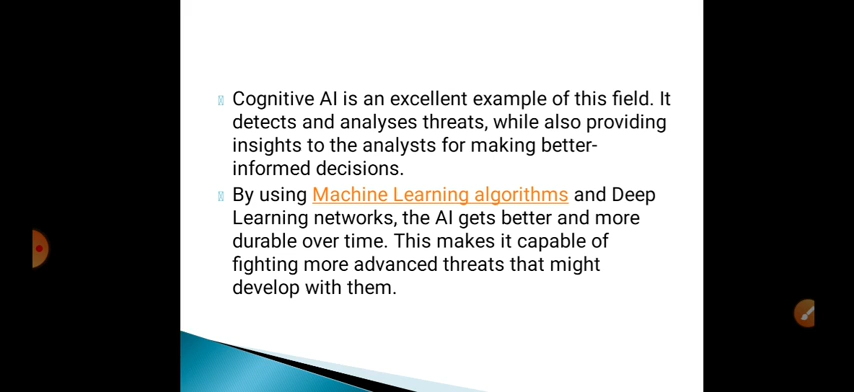 Cognitive AI is an excellent example of this field. It
detects and analyses threats, while also providing
insights to the analysts for making better-
informed decisions.
By using Machine Learning algorithms and Deep
Learning networks, the AI gets better and more
durable over time. This makes it capable of
fighting more advanced threats that might
develop with them.